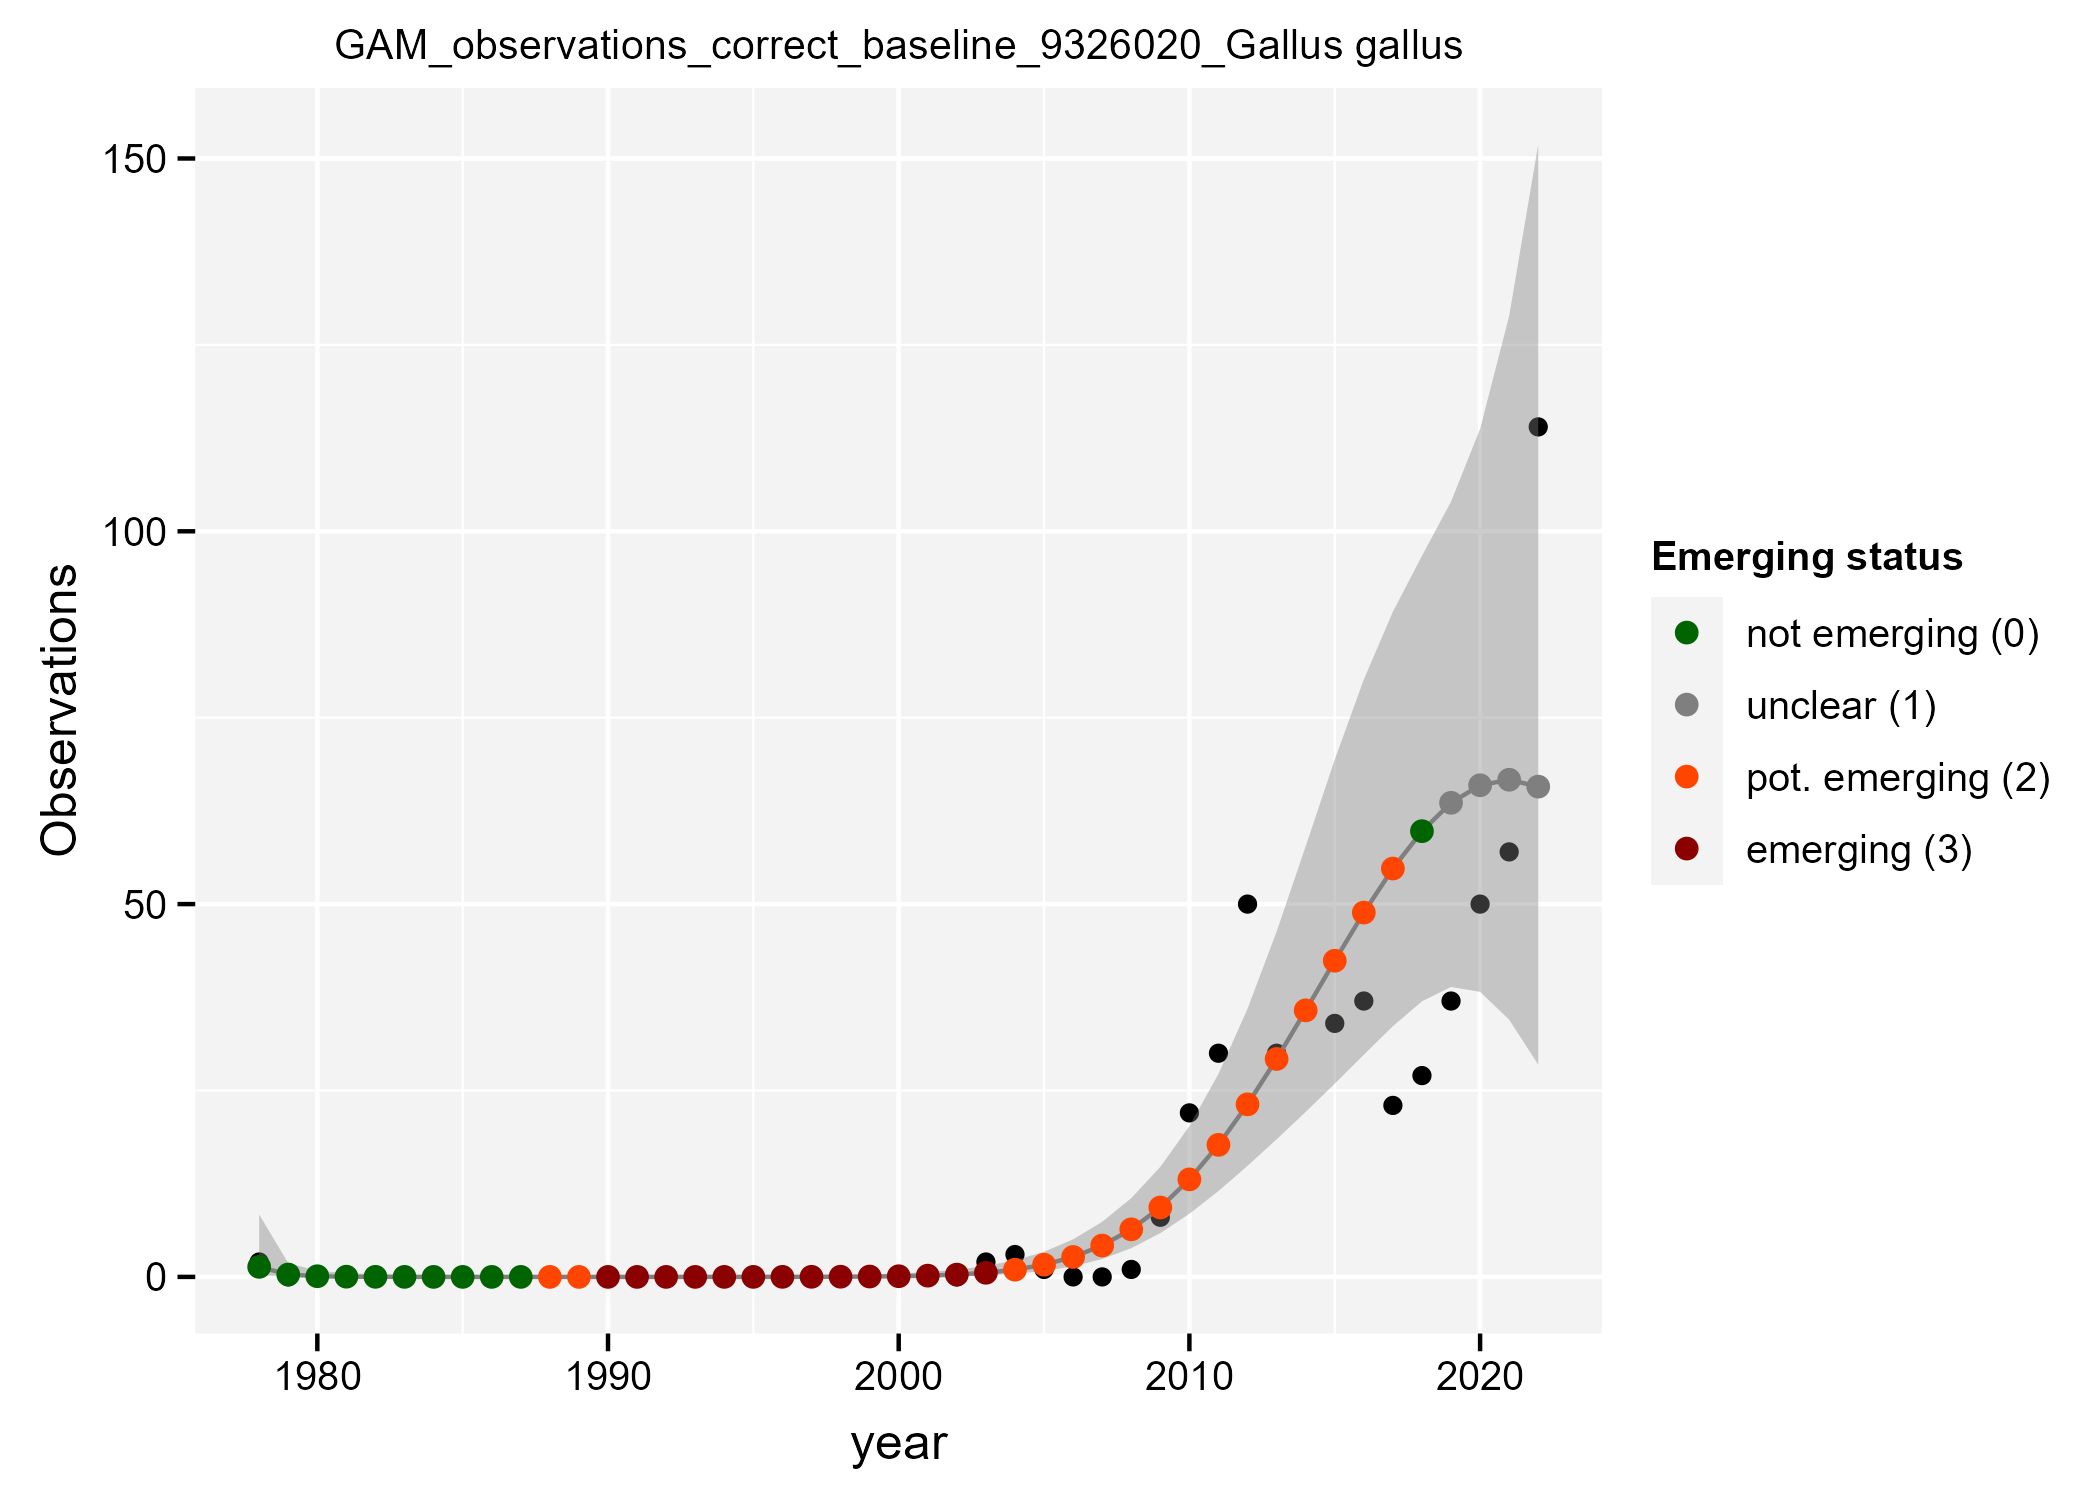 GAM_observations_correct_baseline_9326020_Gallus gallus
150
100
50
0
Observations
1980 1990 2000 2010 2020
year
Emerging status
not emerging (0)
unclear (1)
pot. emerging (2)
emerging (3)